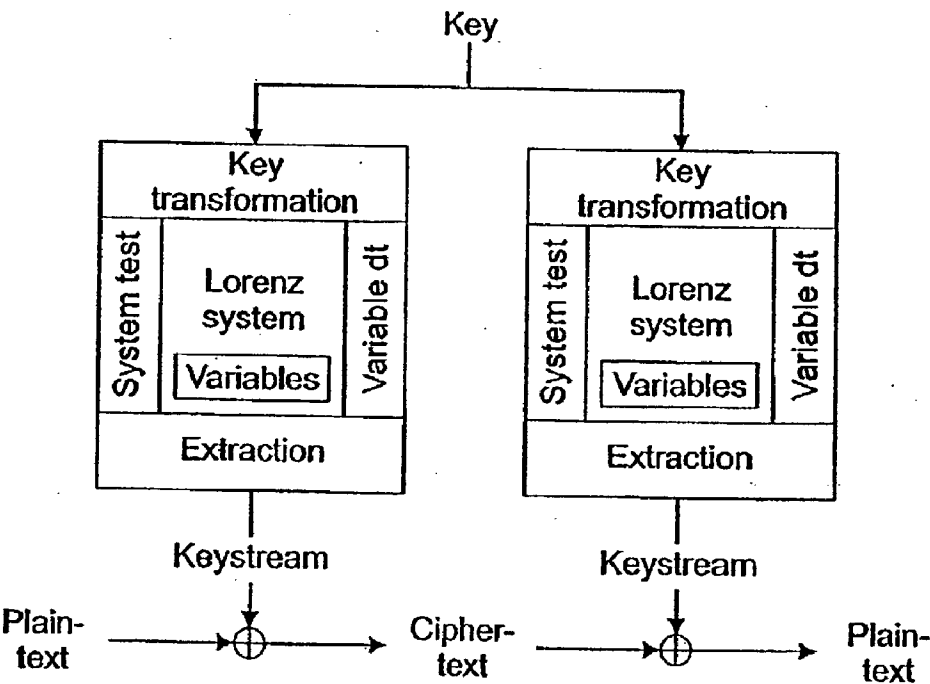 Key
Key
transformation
System test
Lorenz
system
Variables
Variable dt
Extraction
Keystream
Key
transformation
System test
Lorenz
system
Variables
Variable dt
Extraction
Keystream
Plain-
text
Cipher-
text
Plain-
text